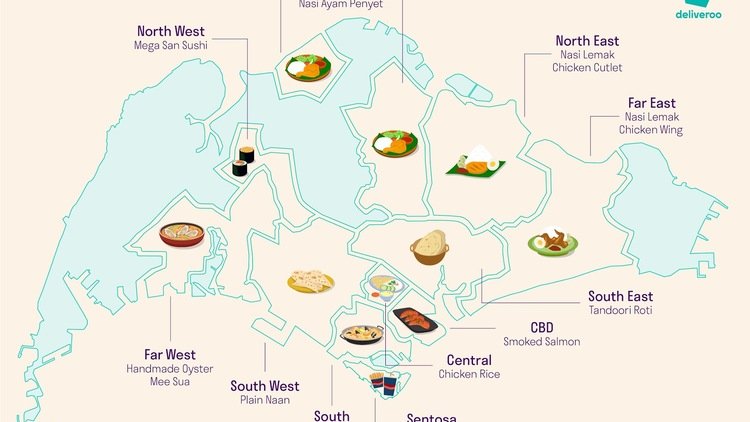 Nasi Ayam Penyet
deliveroo
North West
Mega San Sushi
North East
Nasi Lemak
Chicken Cutlet
Far East
Nasi Lemak
Chicken Wing
South East
Tandoori Roti
CBD
Smoked Salmon
Central
Chicken Rice
Far West
Handmade Oyster
Mee Sua
South West
Plain Naan
South
Sentosa